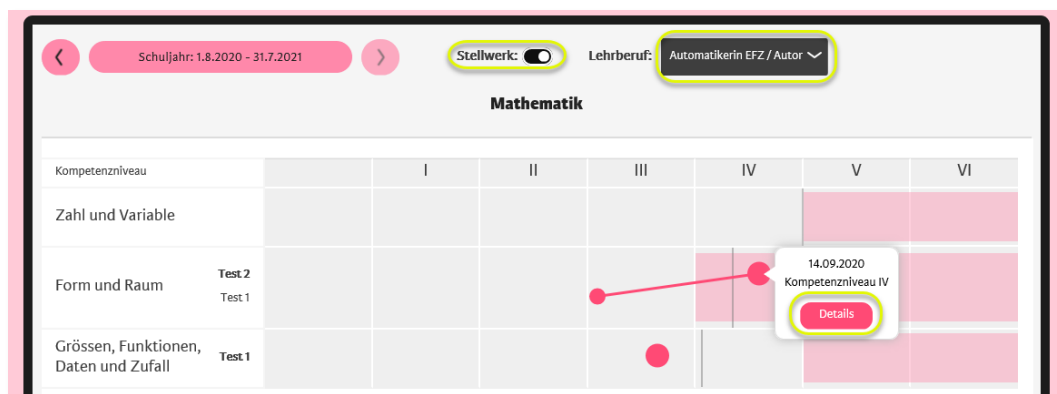 Schuljahr: 1.8.2020 - 31.7.2021
Stellwerk:
Lehrberuf:
Automatikerin EFZ / Autor
Mathematik
Kompetenzniveau
I II III IV V VI
Zahl und Variable
Form und Raum
Test 2
Test 1
14.09.2020
Kompetenzniveau IV
Details
Grössen, Funktionen,
Daten und Zufall
Test 1